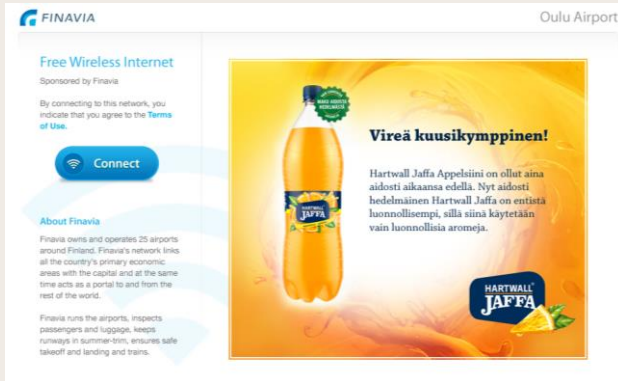 FINAVIA
Oulu Airport
Free Wireless Internet
Sponsored by Finavia
By connecting to this network, you
indicate that you agree to the Terms
of Use.
Connect
About Finavia
Finavia owns and operates 25 airports
around Finland. Finavia's network links
all the country's primary economic
areas with the capital and at the same
time acts as a portal to and from the
rest of the world.
Finavia runs the airports, inspects
passengers and luggage, keeps
runways in summer-trim, ensures safe
takeoff and landing and trains.
Vireä kuusikymppinen!
Hartwall Jaffa Appelsiini on ollut aina
aidosti aikaansa edellä. Nyt aidosti
hedelmäinen Hartwall Jaffa on entistä
luonnollisempi, sillä siinä käytetään
vain luonnollisia aromeja.
HARTWALL
JAFFA
HARTWALL
JAFFA